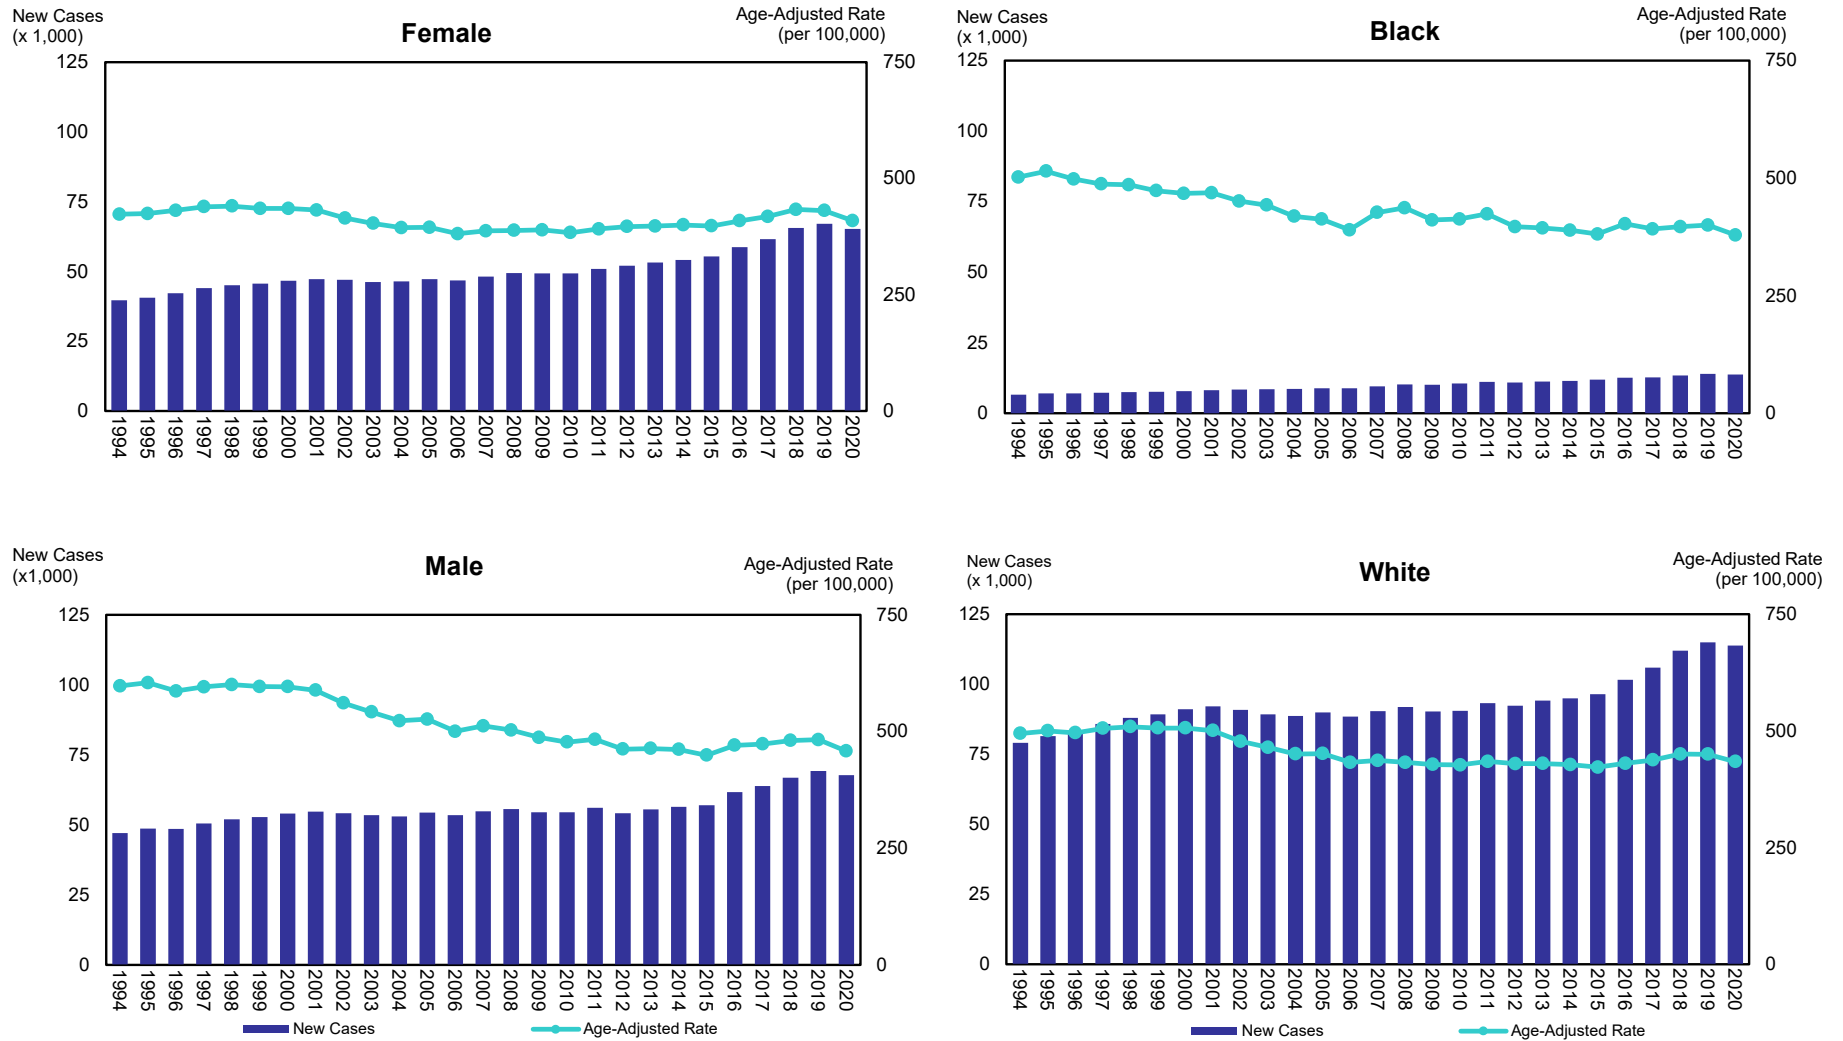 New Cases
(x 1,000)
Female
Age-Adjusted Rate
(per 100,000)
125
100
75
50
25
0
750
500
250
0
1994 1995 1996 1997 1998 1999 2000 2001 2002 2003 2004 2005 2006 2007 2008 2009 2010 2011 2012 2013 2014 2015 2016 2017 2018 2019 2020
New Cases
(x 1,000)
Black
Age-Adjusted Rate
(per 100,000)
125
100
75
50
25
0
750
500
250
0
1994 1995 1996 1997 1998 1999 2000 2001 2002 2003 2004 2005 2006 2007 2008 2009 2010 2011 2012 2013 2014 2015 2016 2017 2018 2019 2020
New Cases
(x1,000)
Male
Age-Adjusted Rate
(per 100,000)
125
100
75
50
25
0
750
500
250
0
1994 1995 1996 1997 1998 1999 2000 2001 2002 2003 2004 2005 2006 2007 2008 2009 2010 2011 2012 2013 2014 2015 2016 2017 2018 2019 2020
New Cases Age-Adjusted Rate
New Cases
(x 1,000)
White
Age-Adjusted Rate
(per 100,000)
125
100
75
50
25
0
750
500
250
0
1994 1995 1996 1997 1998 1999 2000 2001 2002 2003 2004 2005 2006 2007 2008 2009 2010 2011 2012 2013 2014 2015 2016 2017 2018 2019 2020
New Cases Age-Adjusted Rate